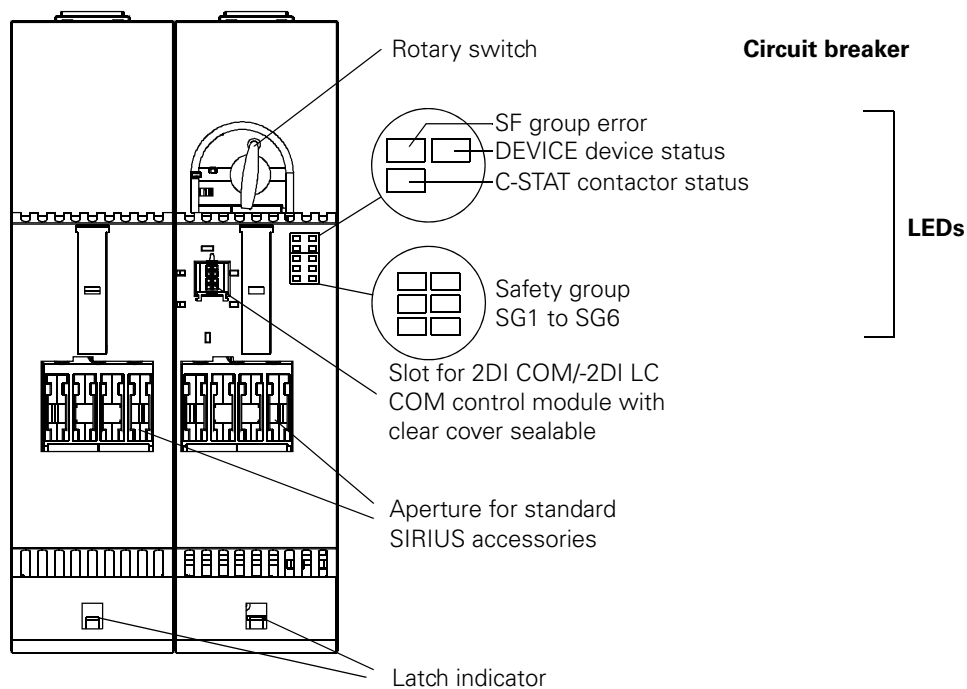 Rotary switch
Circuit breaker
SF group error
DEVICE device status
C-STAT contactor status
LEDs
Safety group
SG1 to SG6
Slot for 2DI COM/-2DI LC
COM control module with
clear cover sealable
Aperture for standard
SIRIUS accessories
Latch indicator